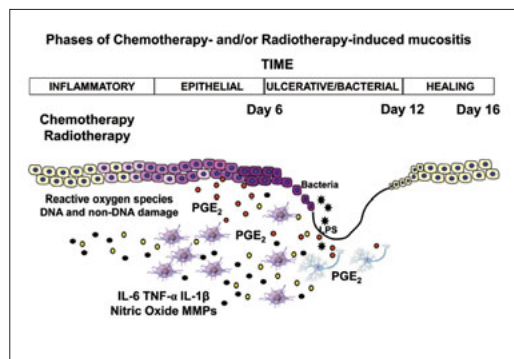 Phases of Chemotherapy- and/or Radiotherapy-induced mucositis
TIME
INFLAMMATORY EPITHELIAL ULCERATIVE/BACTERIAL HEALING
Day 6 Day 12 Day 16
Chemotherapy
Radiotherapy
Bacteria
Reactive oxygen species
DNA and non-DNA damage
PGE₂
LPS
PGE₂
PGE₂
IL-6 TNF-α IL-1β
Nitric Oxide MMPs